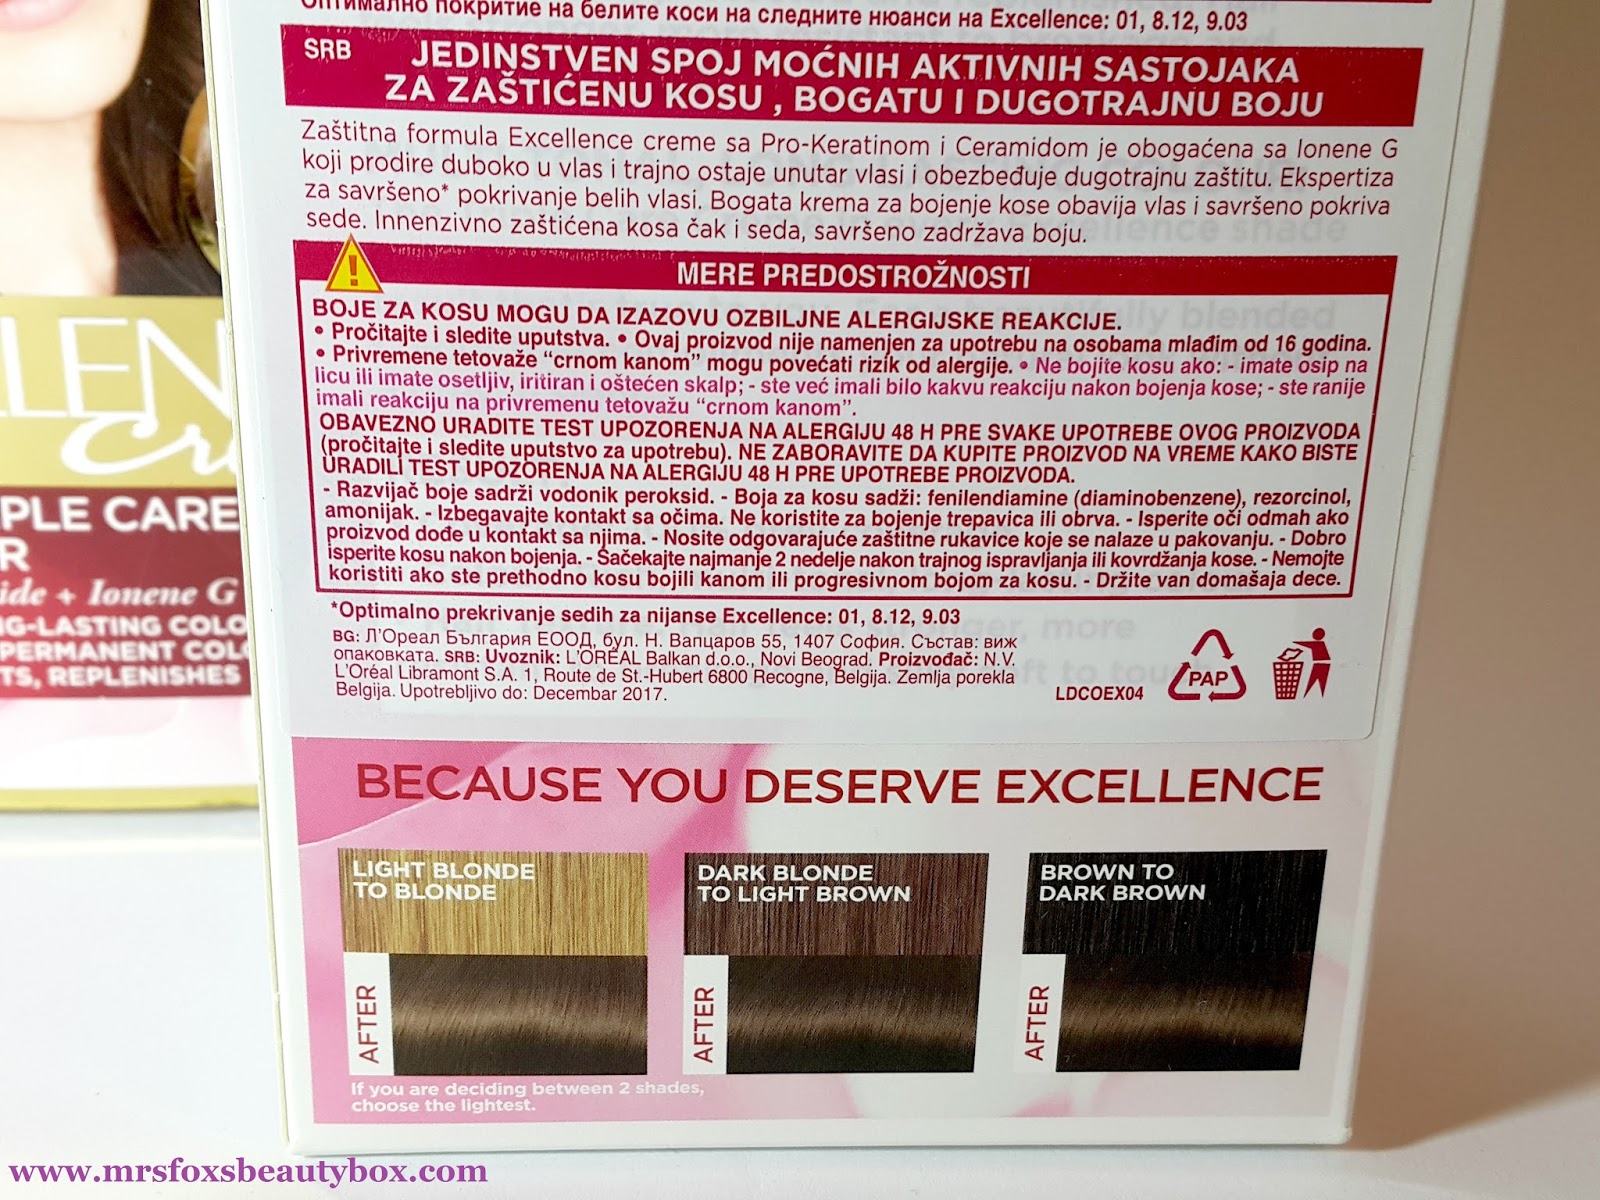 LLEN
Cr
PLE CARE
R
ide + Ionene G
G-LASTING COLO
PERMANENT COL
TS, REPLENISHES
Оптимално покритие на белите коси на следните нюанси на Excellence: 01, 8.12, 9.03
SRB JEDINSTVEN SPOJ MOĆNIH AKTIVNIH SASTOJAKA
ZA ZAŠTIĆENU KOSU , BOGATU I DUGOTRAJNU BOJU
Zaštitna formula Excellence creme sa Pro-Keratinom i Ceramidom je obogaćena sa Ionene G
koji prodire duboko u vlas i trajno ostaje unutar vlasi i obezbeđuje dugotrajnu zaštitu. Ekspertiza
za savršeno* pokrivanje belih vlasi. Bogata krema za bojenje kose obavija vlas i savršeno pokriva
sede. Innenzivno zaštićena kosa čak i seda, savršeno zadržava boju.
MERE PREDOSTROŽNOSTI
BOJE ZA KOSU MOGU DA IZAZOVU OZBILJNE ALERGIJSKE REAKCIJE.
• Pročitajte i sledite uputstva. • Ovaj proizvod nije namenjen za upotrebu na osobama mlađim od 16 godina.
• Privremene tetovaže “crnom kanom” mogu povećati rizik od alergije. • Ne bojite kosu ako: - imate osip na
licu ili imate osetljiv, iritiran i oštećen skalp; - ste već imali bilo kakvu reakciju nakon bojenja kose; - ste ranije
imali reakciju na privremenu tetovažu “crnom kanom”.
OBAVEZNO URADITE TEST UPOZORENJA NA ALERGIJU 48 H PRE SVAKE UPOTREBE OVOG PROIZVODA
(pročitajte i sledite uputstvo za upotrebu). NE ZABORAVITE DA KUPITE PROIZVOD NA VREME KAKO BISTE
URADILI TEST UPOZORENJA NA ALERGIJU 48 H PRE UPOTREBE PROIZVODA.
- Razvijač boje sadrži vodonik peroksid. - Boja za kosu sadži: fenilendiamine (diaminobenzene), rezorcinol,
amonijak. - Izbegavajte kontakt sa očima. Ne koristite za bojenje trepavica ili obrva. - Isperite oči odmah ako
proizvod dođe u kontakt sa njima. - Nosite odgovarajuće zaštitne rukavice koje se nalaze u pakovanju. - Dobro
isperite kosu nakon bojenja. - Sačekajte najmanje 2 nedelje nakon trajnog ispravljanja ili kovrdžanja kose. - Nemojte
koristiti ako ste prethodno kosu bojili kanom ili progresivnom bojom za kosu. - Držite van domašaja dece.
*Optimalno prekrivanje sedih za nijanse Excellence: 01, 8.12, 9.03
BG: Л’Ореал България ЕООД, бул. Н. Вапцаров 55, 1407 София. Състав: виж
опаковката. SRB: Uvoznik: L’ORÉAL Balkan d.o.o., Novi Beograd. Proizvođač: N.V.
L’Oréal Libramont S.A. 1, Route de St.-Hubert 6800 Recogne, Belgija. Zemlja porekla
Belgija. Upotrebljivo do: Decembar 2017.
LDCOEX04
PAP
BECAUSE YOU DESERVE EXCELLENCE
LIGHT BLONDE
TO BLONDE
AFTER
DARK BLONDE
TO LIGHT BROWN
AFTER
BROWN TO
DARK BROWN
AFTER
If you are deciding between 2 shades,
choose the lightest.
www.mrsfoxsbeautybox.com